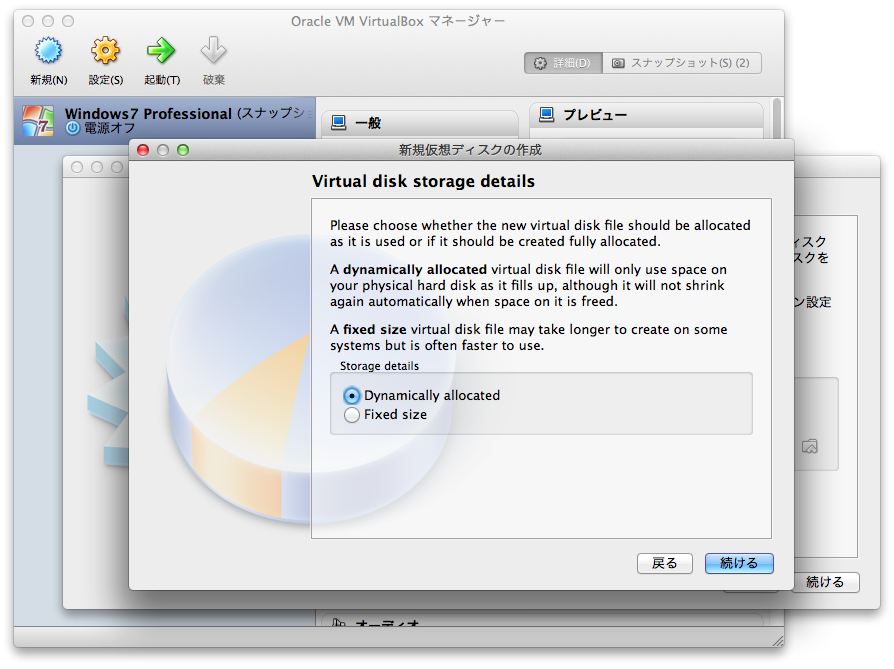 Oracle VM VirtualBox マネージャー
新規(N)
設定(S)
起動(T)
破棄
詳細(D)
スナップショット(S) (2)
Windows7 Professional (スナップシ
電源オフ
一般
プレビュー
新規仮想ディスクの作成
Virtual disk storage details
Please choose whether the new virtual disk file should be allocated
as it is used or if it should be created fully allocated.
A dynamically allocated virtual disk file will only use space on
your physical hard disk as it fills up, although it will not shrink
again automatically when space on it is freed.
A fixed size virtual disk file may take longer to create on some
systems but is often faster to use.
Storage details
Dynamically allocated
Fixed size
戻る
続ける
ィスク
スクを
ン設定
続ける
オーディオ